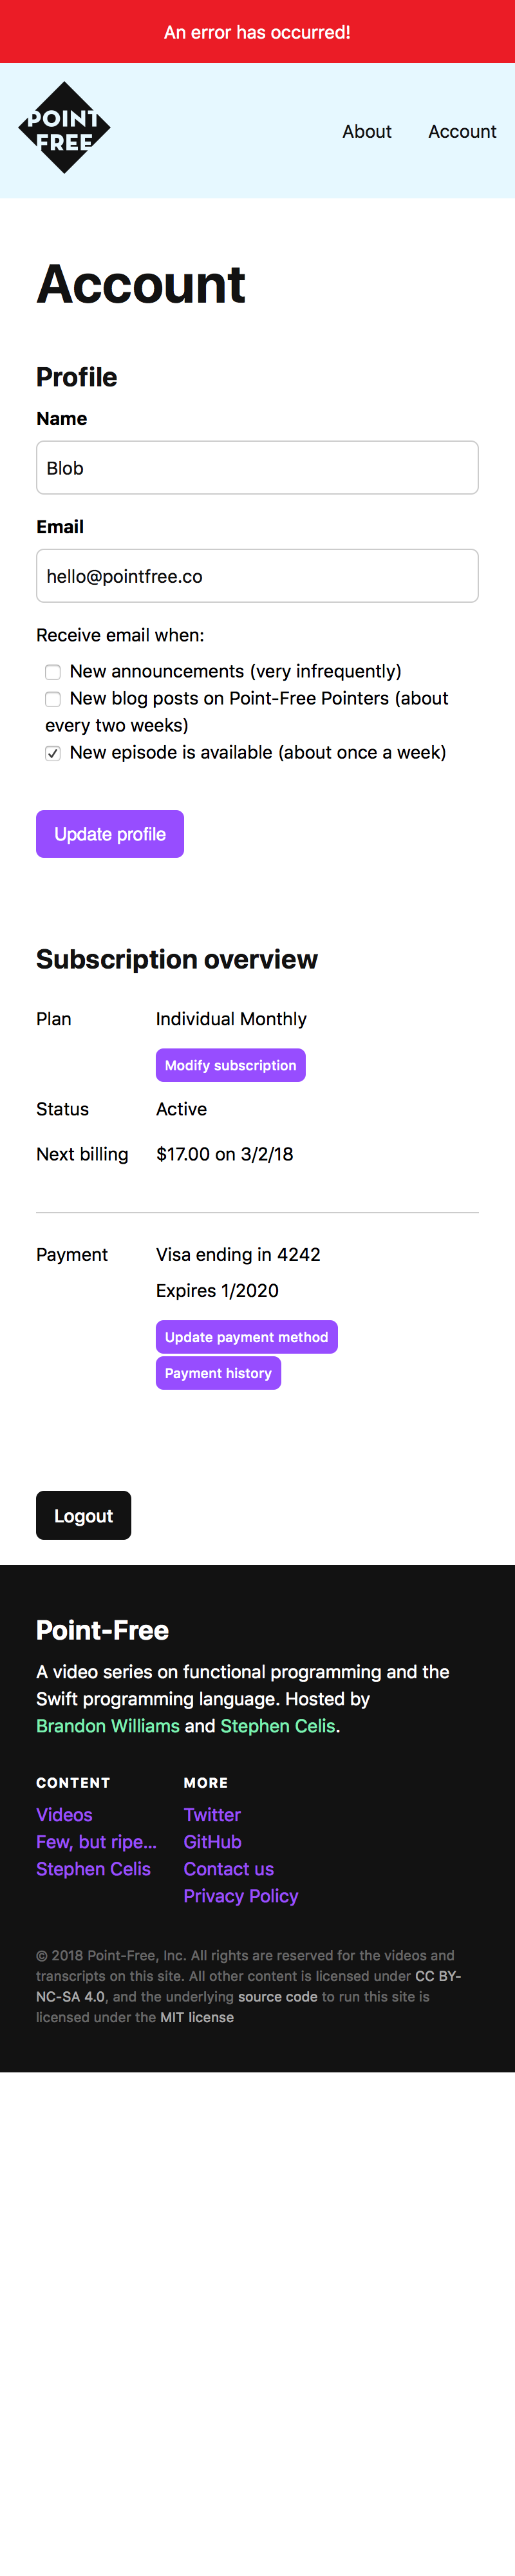 An error has occurred!
POINT
FREE
About
Account
Account
Profile
Name
Blob
Email
hello@pointfree.co
Receive email when:
New announcements (very infrequently)
New blog posts on Point-Free Pointers (about
every two weeks)
New episode is available (about once a week)
Update profile
Subscription overview
Plan
Individual Monthly
Modify subscription
Status
Active
Next billing
$17.00 on 3/2/18
Payment
Visa ending in 4242
Expires 1/2020
Update payment method
Payment history
Logout
Point-Free
A video series on functional programming and the
Swift programming language. Hosted by
Brandon Williams and Stephen Celis.
CONTENT
Videos
Few, but ripe...
Stephen Celis
MORE
Twitter
GitHub
Contact us
Privacy Policy
© 2018 Point-Free, Inc. All rights are reserved for the videos and
transcripts on this site. All other content is licensed under CC BY-
NC-SA 4.0, and the underlying source code to run this site is
licensed under the MIT license